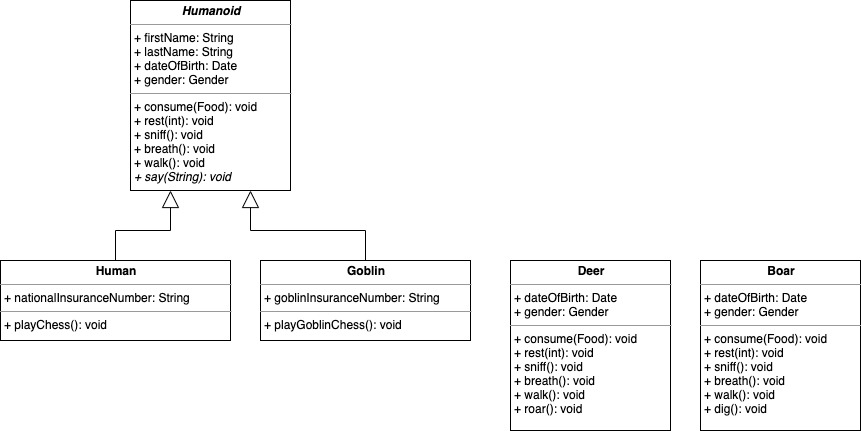 Humanoid
+ firstName: String
+ lastName: String
+ dateOfBirth: Date
+ gender: Gender
+ consume(Food): void
+ rest(int): void
+ sniff(): void
+ breath(): void
+ walk(): void
+ say(String): void
Human
+ nationalInsuranceNumber: String
+ playChess(): void
Goblin
+ goblinInsuranceNumber: String
+ playGoblinChess(): void
Deer
+ dateOfBirth: Date
+ gender: Gender
+ consume(Food): void
+ rest(int): void
+ sniff(): void
+ breath(): void
+ walk(): void
+ roar(): void
Boar
+ dateOfBirth: Date
+ gender: Gender
+ consume(Food): void
+ rest(int): void
+ sniff(): void
+ breath(): void
+ walk(): void
+ dig(): void